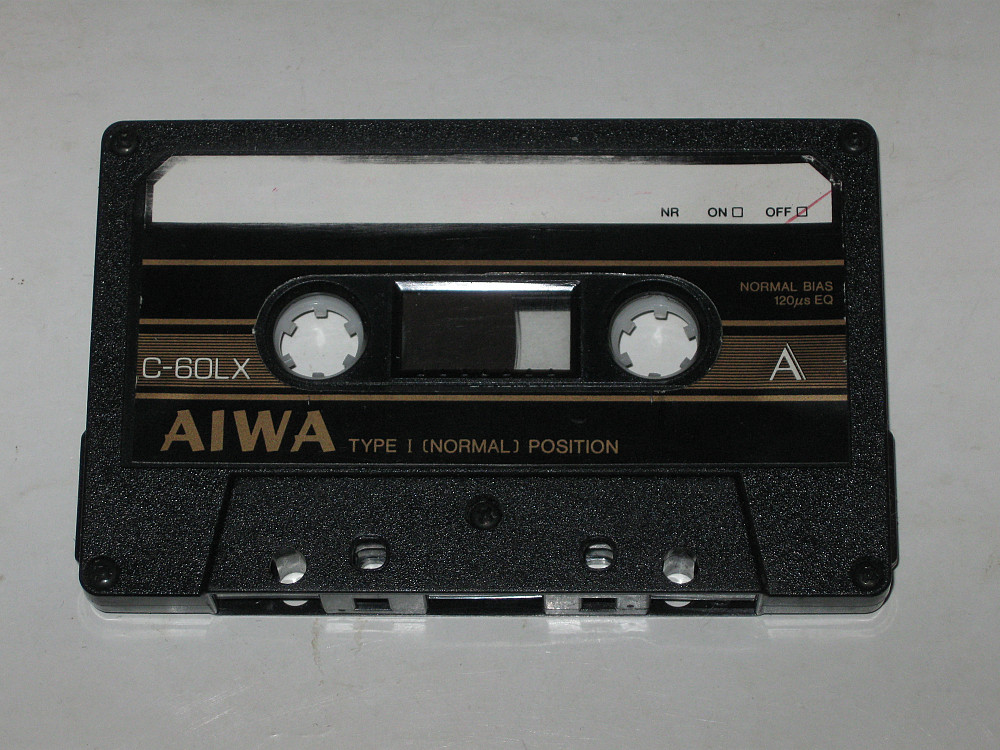 NR ON □ OFF □
NORMAL BIAS
120µs EQ
C-60LX
A
AIWA TYPE I (NORMAL) POSITION